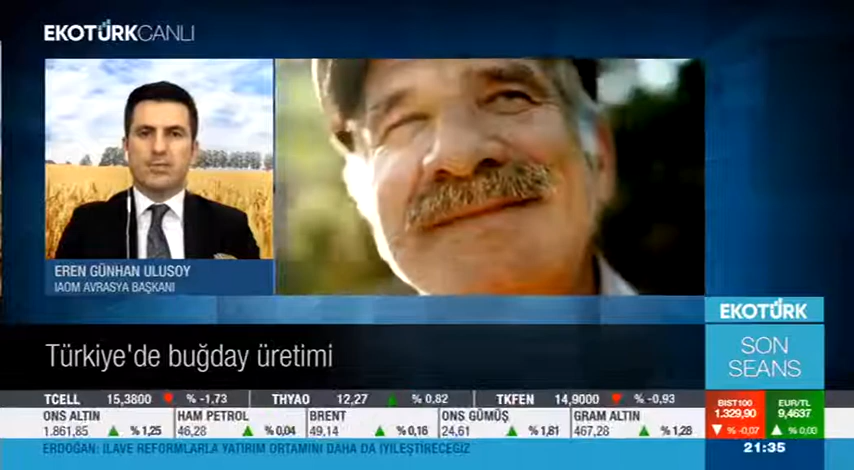 EKOTÜRK CANLI
EREN GÜNHAN ULUSOY
IAOM AVRASYA BAŞKANI
EKOTÜRK
SON
SEANS
Türkiye'de buğday üretimi
TCELL 15,3800 % -1,73 THYAO 12,27 % 0,82 TKFEN 14,9000 % -0,93
ONS ALTIN HAM PETROL BRENT ONS GÜMÜŞ GRAM ALTIN
1.861,85 % 1,25 46,28 % 0,04 49,14 % 0,16 24,61 % 1,81 467,28 % 1,28
BIST100 EUR/TL
1.329,90 9,4637
% -0,07 % 0,00
ERDOĞAN: İLAVE REFORMLARLA YATIRIM ORTAMINI DAHA DA İYİLEŞTİRECEĞİZ
21:35